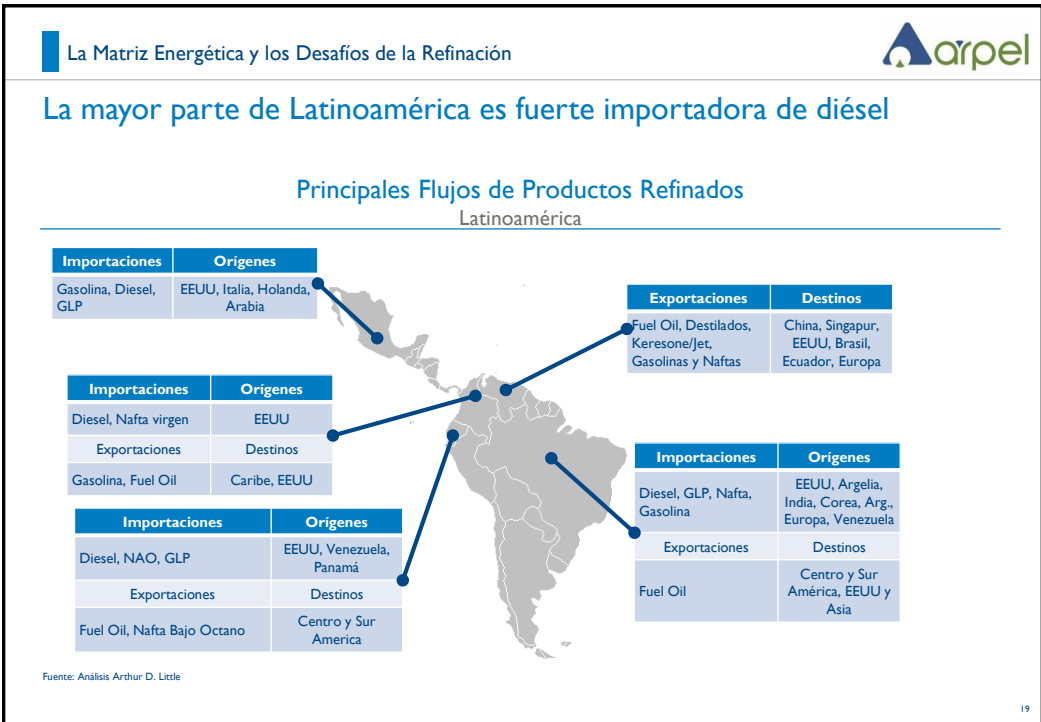 La Matriz Energética y los Desafíos de la Refinación
arpel
La mayor parte de Latinoamérica es fuerte importadora de diésel
Principales Flujos de Productos Refinados
Latinoamérica
Importaciones Orígenes
Gasolina, Diesel, EEUU, Italia, Holanda,
GLP Arabia
Exportaciones Destinos
Fuel Oil, Destilados, China, Singapur,
Keresone/Jet, EEUU, Brasil,
Gasolinas y Naftas Ecuador, Europa
Importaciones Orígenes
Diesel, Nafta virgen EEUU
Exportaciones Destinos
Gasolina, Fuel Oil Caribe, EEUU
Importaciones Orígenes
Diesel, GLP, Nafta, EEUU, Argelia,
Gasolina India, Corea, Arg.,
Europa, Venezuela
Exportaciones Destinos
Fuel Oil Centro y Sur
América, EEUU y
Asia
Importaciones Orígenes
Diesel, NAO, GLP EEUU, Venezuela,
Panamá
Exportaciones Destinos
Fuel Oil, Nafta Bajo Octano Centro y Sur
America
Fuente: Análisis Arthur D. Little
19